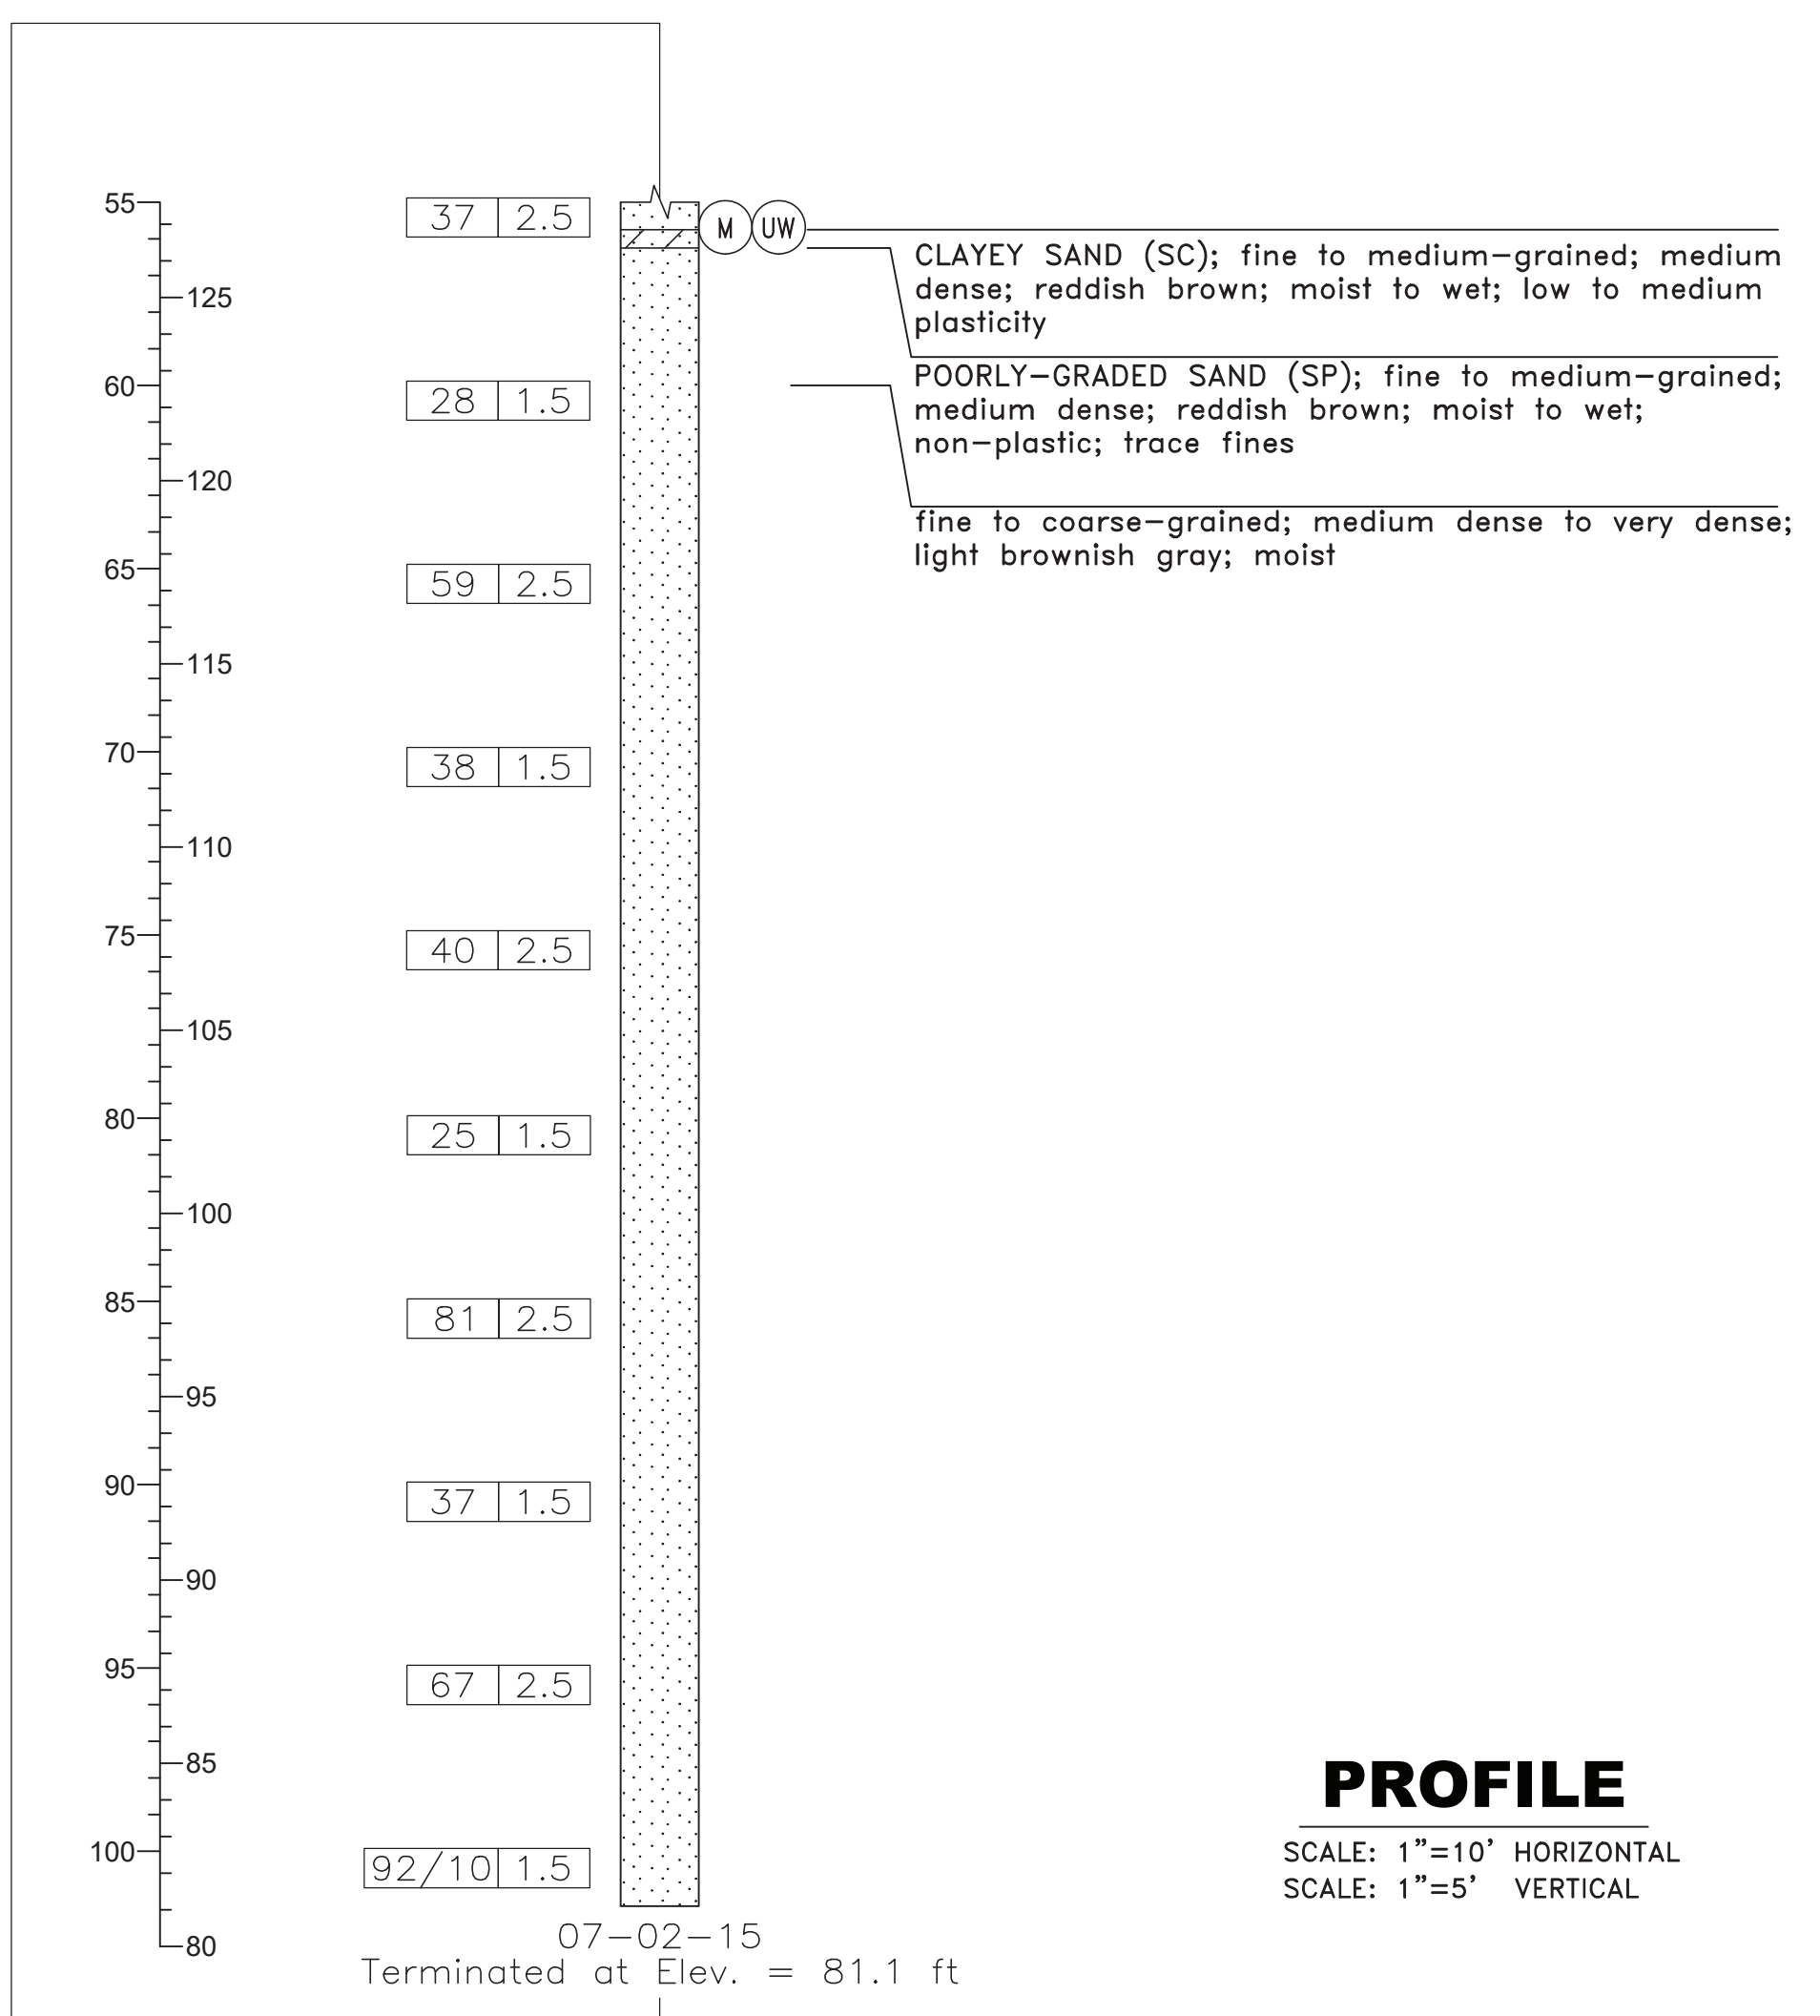 55
37 2.5
M UW
CLAYEY SAND (SC); fine to medium-grained; medium
dense; reddish brown; moist to wet; low to medium
plasticity
125
POORLY-GRADED SAND (SP); fine to medium-grained;
medium dense; reddish brown; moist to wet;
non-plastic; trace fines
60
28 1.5
120
fine to coarse-grained; medium dense to very dense;
light brownish gray; moist
65
59 2.5
115
70
38 1.5
110
75
40 2.5
105
80
25 1.5
100
85
81 2.5
95
90
37 1.5
90
95
67 2.5
85
100
92/10 1.5
80
07-02-15
Terminated at Elev. = 81.1 ft
PROFILE
SCALE: 1"=10' HORIZONTAL
SCALE: 1"=5' VERTICAL